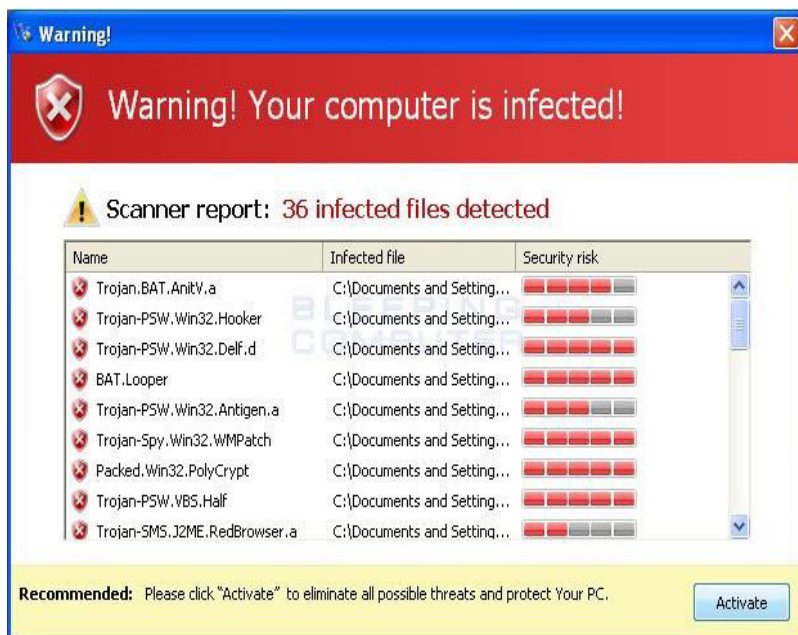 Warning!
Warning! Your computer is infected!
Scanner report: 36 infected files detected
Name Infected file Security risk
Trojan.BAT.AnitV.a C:\Documents and Setting...
Trojan-PSW.Win32.Hooker C:\Documents and Setting...
BLEEPING
COMPUTER
Trojan-PSW.Win32.Delf.d C:\Documents and Setting...
BAT.Looper C:\Documents and Setting...
Trojan-PSW.Win32.Antigen.a C:\Documents and Setting...
Trojan-Spy.Win32.WMPatch C:\Documents and Setting...
Packed.Win32.PolyCrypt C:\Documents and Setting...
Trojan-PSW.VBS.Half C:\Documents and Setting...
Trojan-SMS.J2ME.RedBrowser.a C:\Documents and Setting...
Recommended: Please click "Activate" to eliminate all possible threats and protect Your PC.
Activate